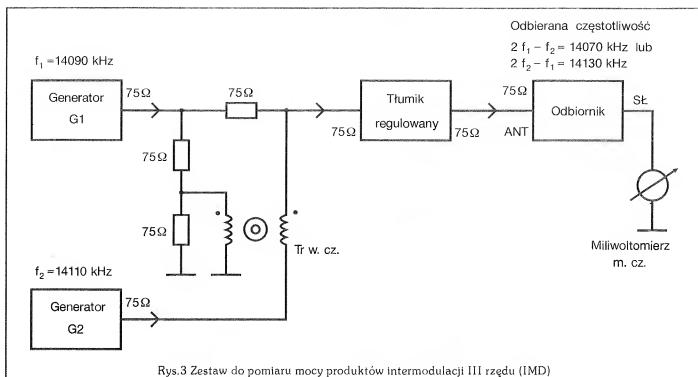 Odbierana częstotliwość
2 f₁ – f₂ = 14070 kHz lub
2 f₂ – f₁ = 14130 kHz
f₁ =14090 kHz
Generator
G1
75Ω
75Ω
75Ω
75Ω
Tłumik
regulowany
75Ω
75Ω
75Ω
ANT
Odbiornik
SŁ
Miliwoltomierz
m. cz.
Tr w. cz.
f₂ =14110 kHz
Generator
G2
75Ω
Rys.3 Zestaw do pomiaru mocy produktów intermodulacji III rzędu (IMD)